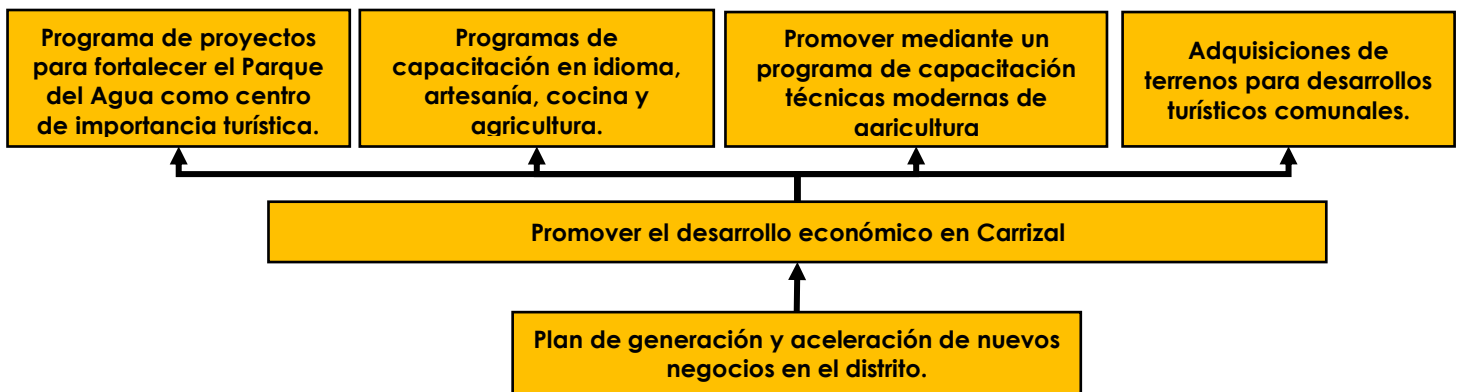 Programa de proyectos
para fortalecer el Parque
del Agua como centro
de importancia turística.
Programas de
capacitación en idioma,
artesanía, cocina y
agricultura.
Promover mediante un
programa de capacitación
técnicas modernas de
agricultura
Adquisiciones de
terrenos para desarrollos
turísticos comunales.
Promover el desarrollo económico en Carrizal
Plan de generación y aceleración de nuevos
negocios en el distrito.